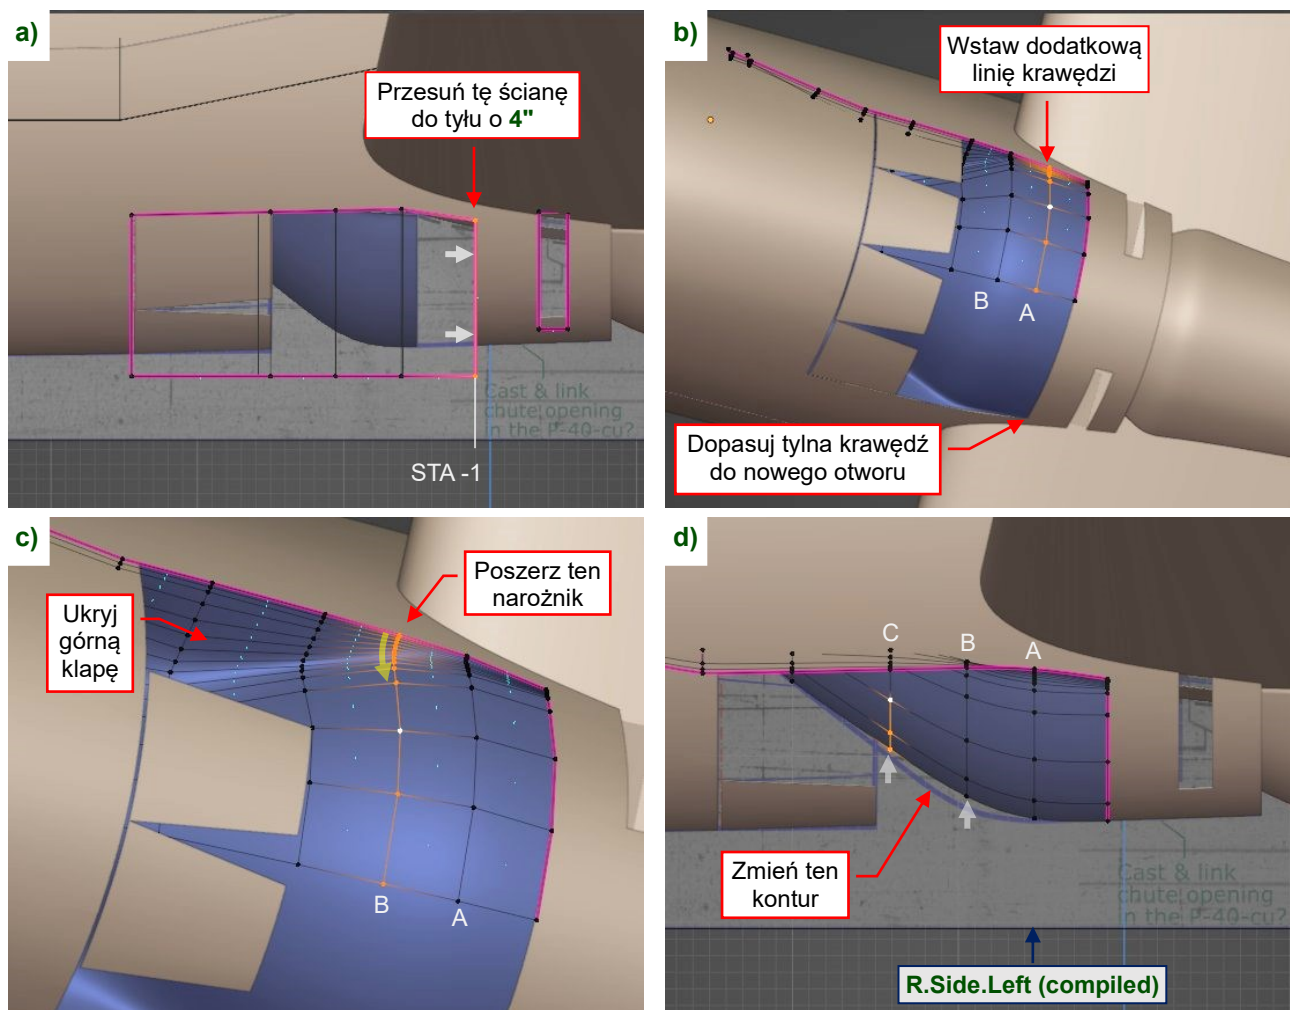 a)
Przesuń tę ścianę
do tyłu o 4"
Cast & link
chute opening
in the P-40-cu?
STA -1
b)
Wstaw dodatkową
linię krawędzi
B
A
Dopasuj tylna krawędź
do nowego otworu
c)
Poszerz ten
narożnik
Ukryj
górną
klapę
B
A
d)
C
B
A
Zmień ten
kontur
Cast & link
chute opening
in the P-40-cu?
R.Side.Left (compiled)